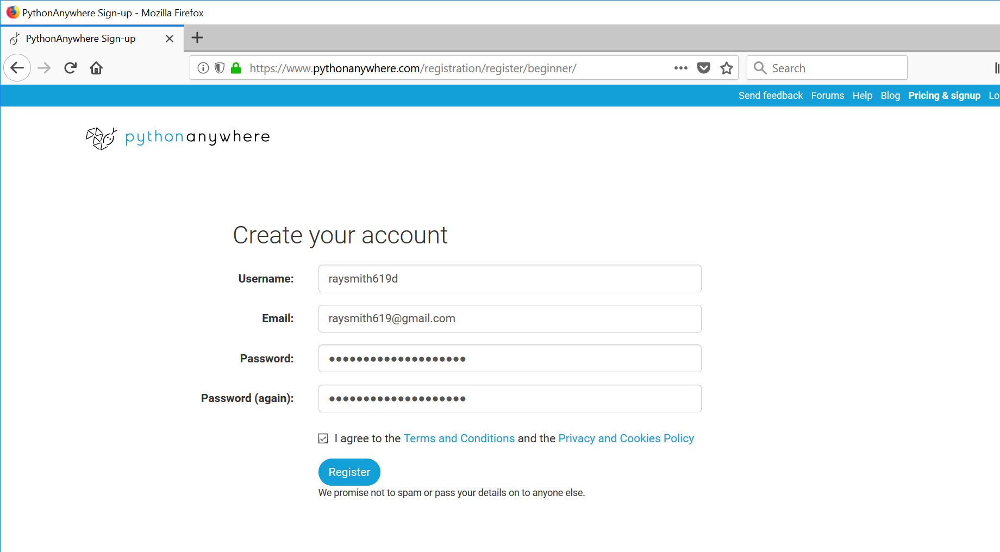 PythonAnywhere Sign-up - Mozilla Firefox
PythonAnywhere Sign-up
https://www.pythonanywhere.com/registration/register/beginner/
Search
Send feedback Forums Help Blog Pricing & signup Lo
pythonanywhere
Create your account
Username: raysmith619d
Email: raysmith619@gmail.com
Password: ●●●●●●●●●●●●●●●●●●●●
Password (again): ●●●●●●●●●●●●●●●●●●●●
I agree to the Terms and Conditions and the Privacy and Cookies Policy
Register
We promise not to spam or pass your details on to anyone else.